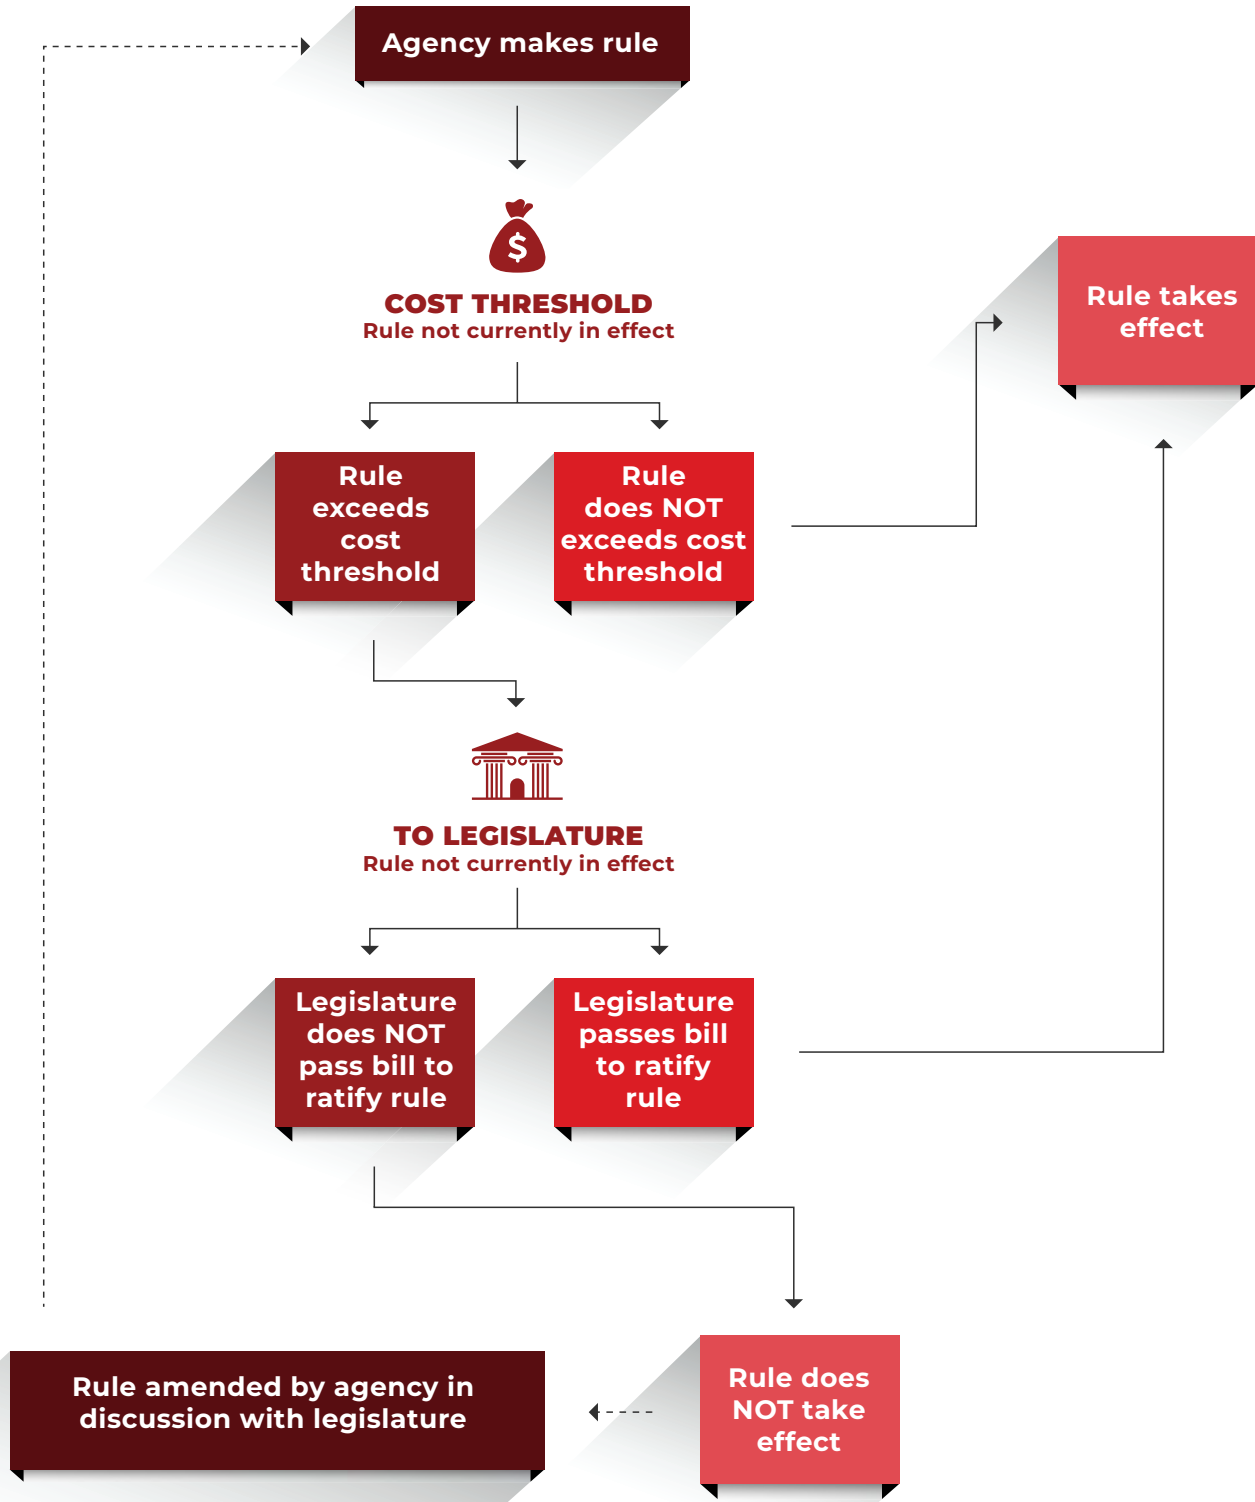 Agency makes rule
$
COST THRESHOLD
Rule not currently in effect
Rule takes
effect
Rule
exceeds
cost
threshold
Rule
does NOT
exceeds cost
threshold
TO LEGISLATURE
Rule not currently in effect
Legislature
does NOT
pass bill to
ratify rule
Legislature
passes bill
to ratify
rule
Rule amended by agency in
discussion with legislature
Rule does
NOT take
effect